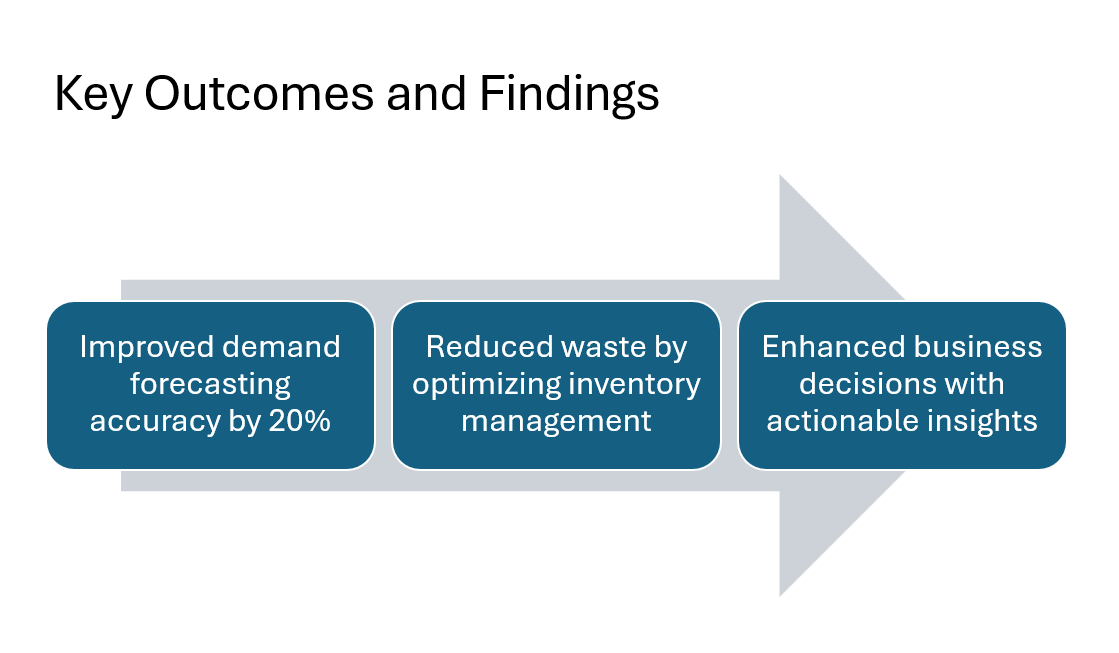 Key Outcomes and Findings
Improved demand
forecasting
accuracy by 20%
Reduced waste by
optimizing inventory
management
Enhanced business
decisions with
actionable insights